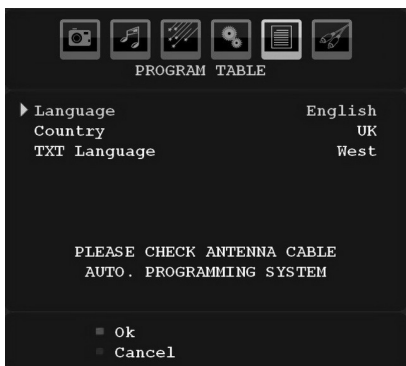 PROGRAM TABLE
Language English
Country UK
TXT Language West
PLEASE CHECK ANTENNA CABLE
AUTO. PROGRAMMING SYSTEM
Ok
Cancel